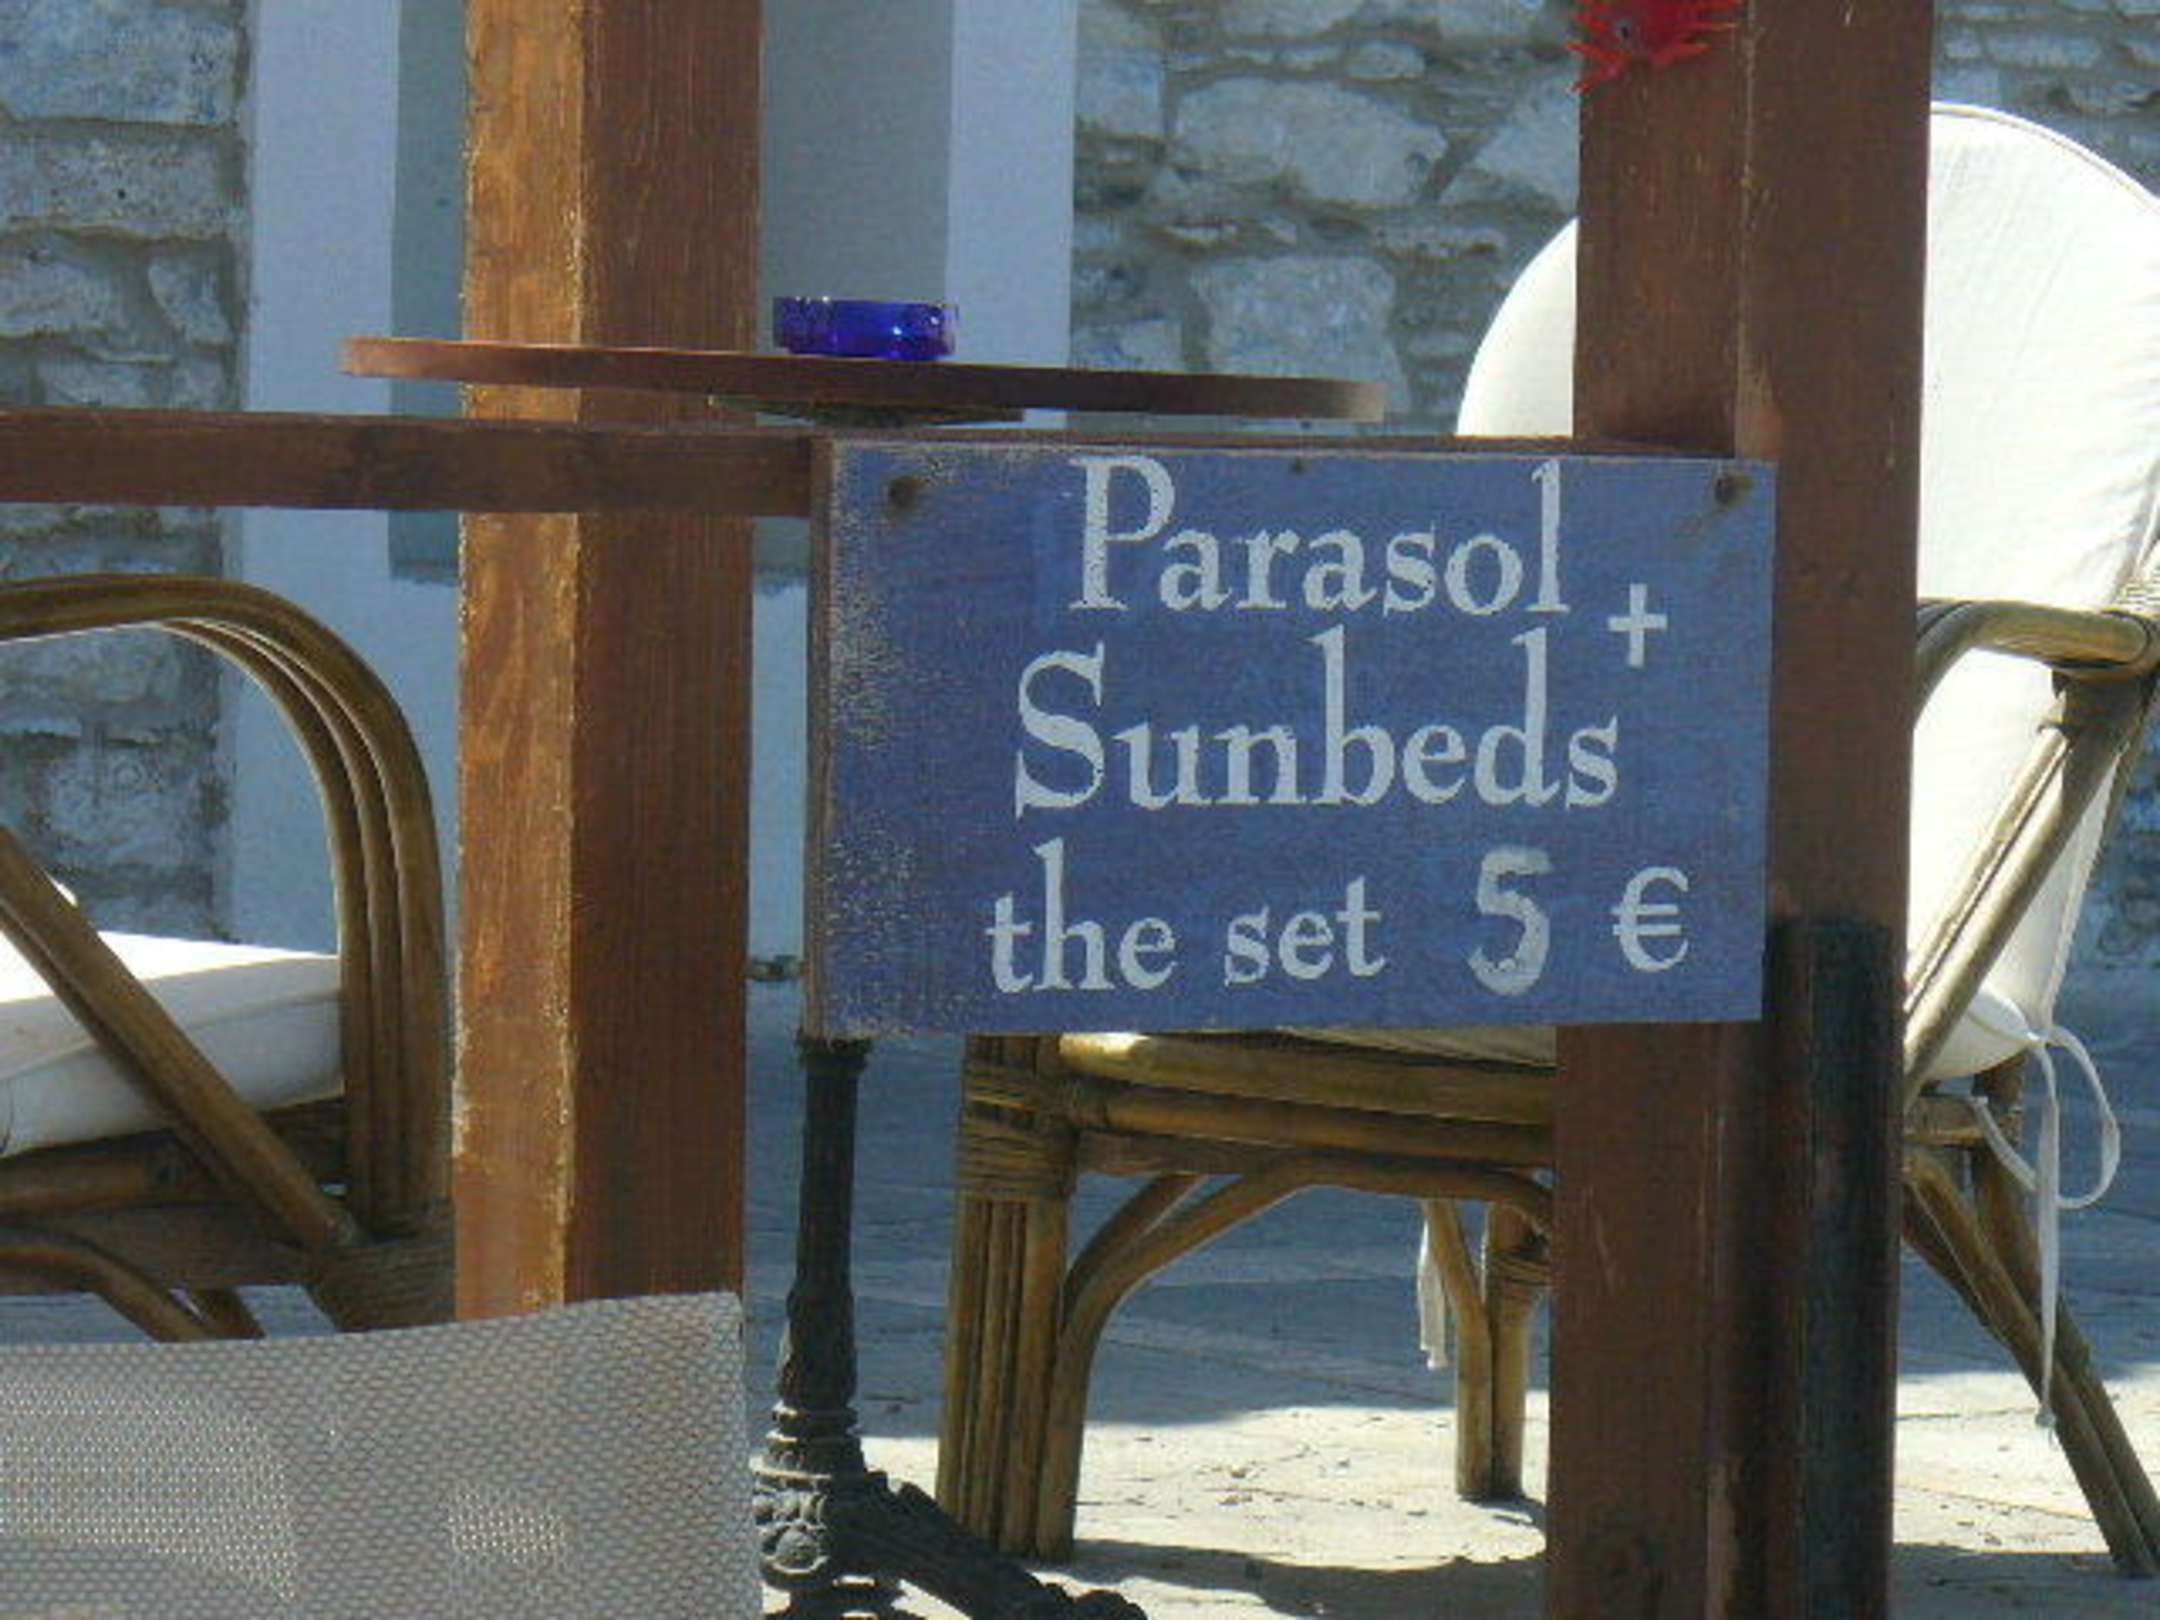 Parasol +
Sunbeds
the set 5 €